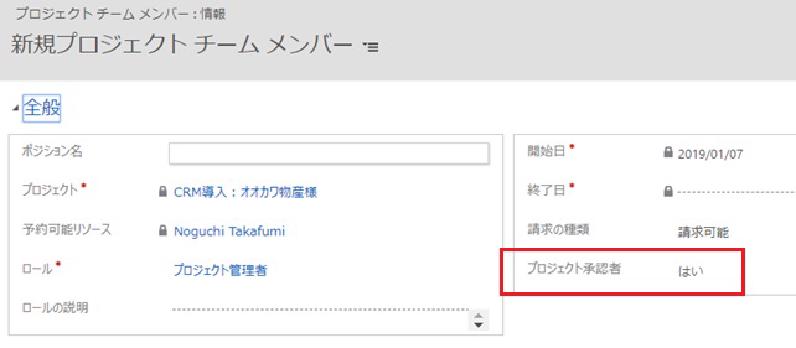 プロジェクト チーム メンバー : 情報
新規プロジェクト チーム メンバー
全般
ポジション名
プロジェクト* CRM導入：オオカワ物産様
予約可能リソース Noguchi Takafumi
ロール* プロジェクト管理者
ロールの説明 --------------------
開始日* 2019/01/07
終了日* --------------------
請求の種類 請求可能
プロジェクト承認者 はい